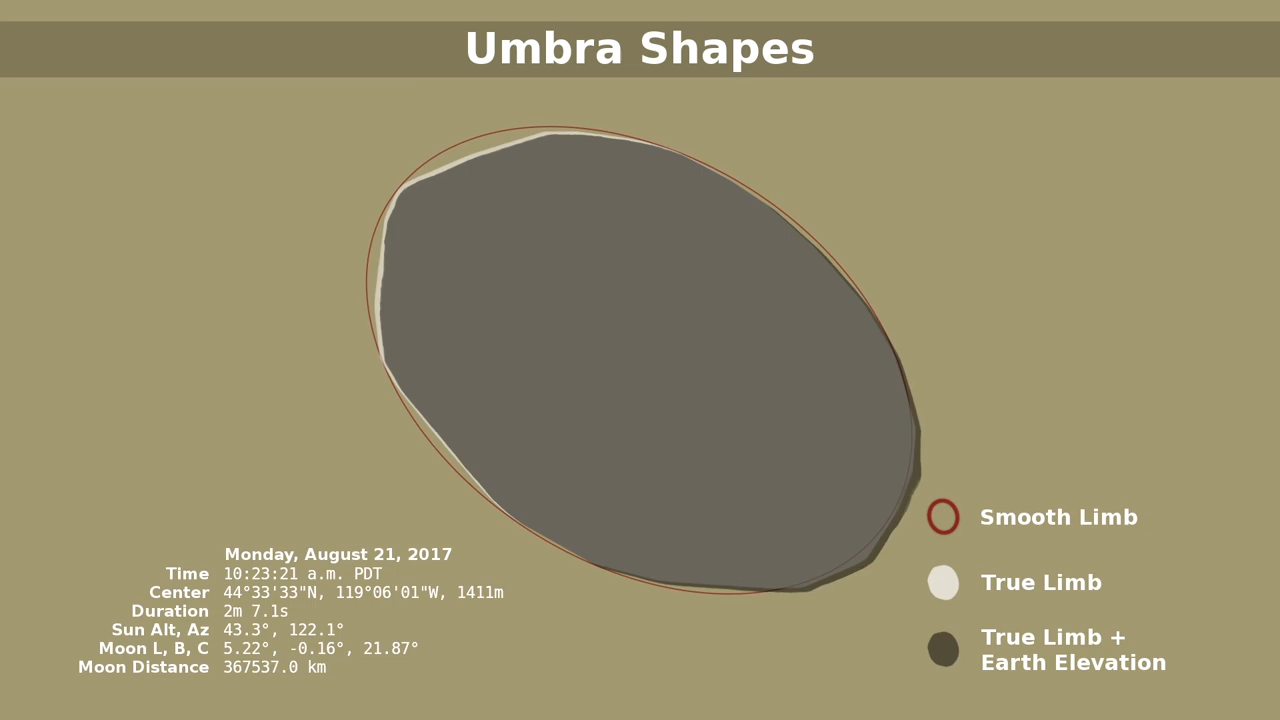 Umbra Shapes
Monday, August 21, 2017
Time 10:23:21 a.m. PDT
Center 44°33'33"N, 119°06'01"W, 1411m
Duration 2m 7.1s
Sun Alt, Az 43.3°, 122.1°
Moon L, B, C 5.22°, -0.16°, 21.87°
Moon Distance 367537.0 km
Smooth Limb
True Limb
True Limb +
Earth Elevation